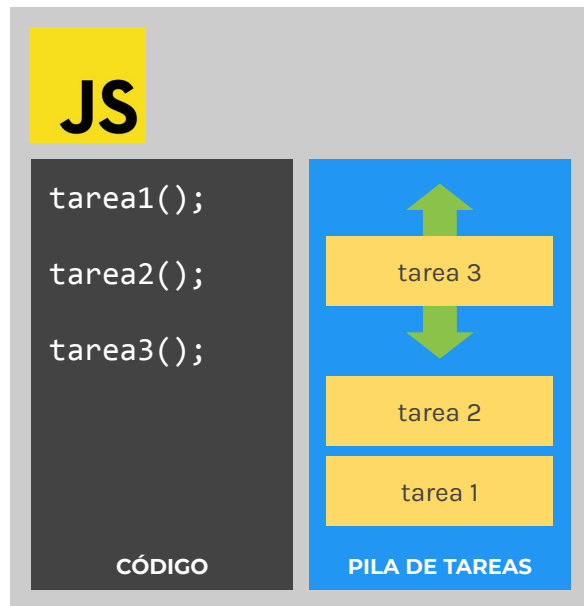 JS
tarea1();
tarea2();
tarea3();
CÓDIGO
tarea 3
tarea 2
tarea 1
PILA DE TAREAS